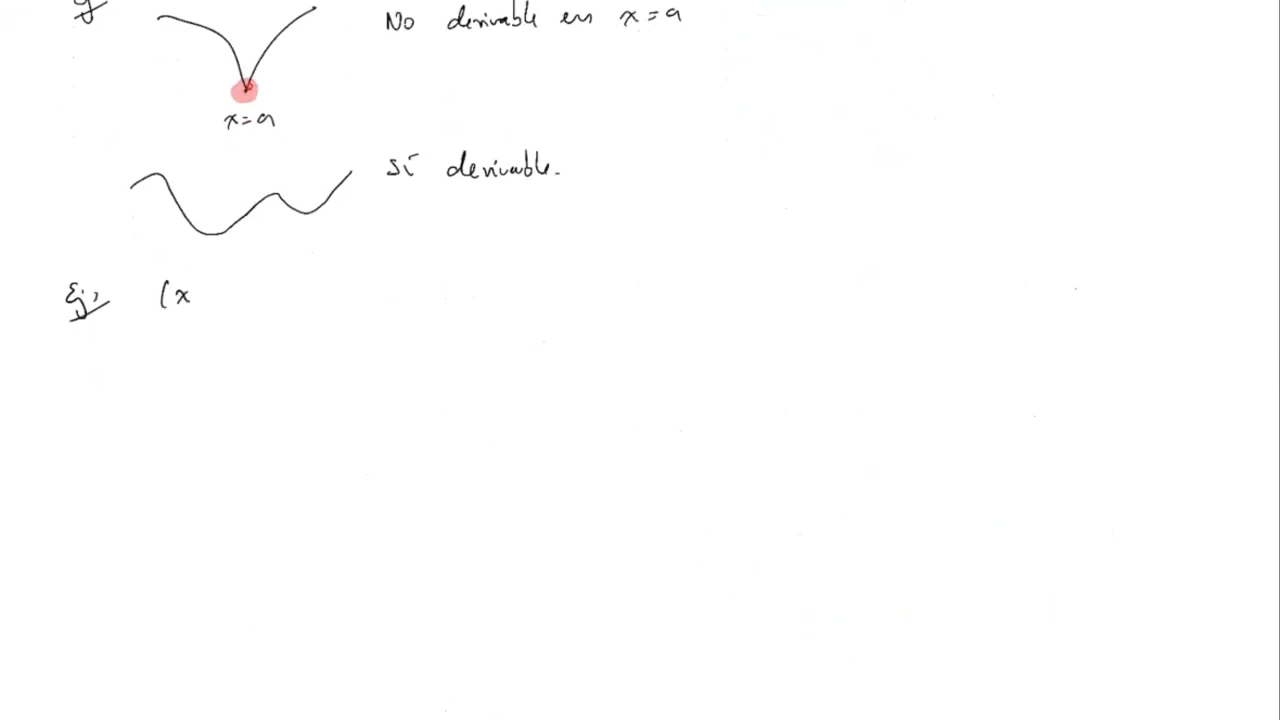 No derivable en x=a
x=a
Sí derivable.
Ej: (x